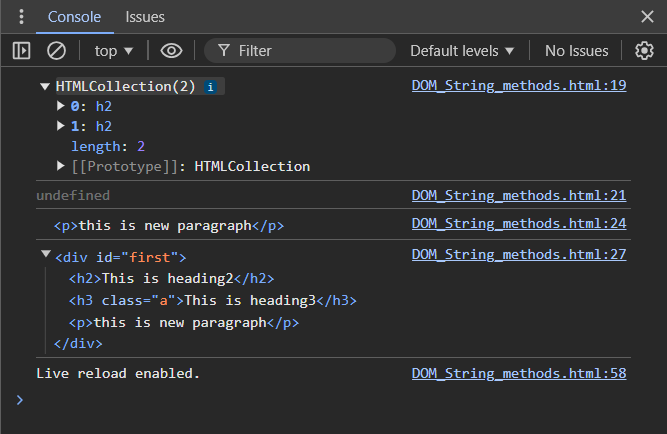 Console Issues
top Filter Default levels No Issues
HTMLCollection(2) i DOM_String_methods.html:19
0: h2
1: h2
length: 2
[[Prototype]]: HTMLCollection
undefined DOM_String_methods.html:21
<p>this is new paragraph</p> DOM_String_methods.html:24
<div id="first"> DOM_String_methods.html:27
<h2>This is heading2</h2>
<h3 class="a">This is heading3</h3>
<p>this is new paragraph</p>
</div>
Live reload enabled. DOM_String_methods.html:58